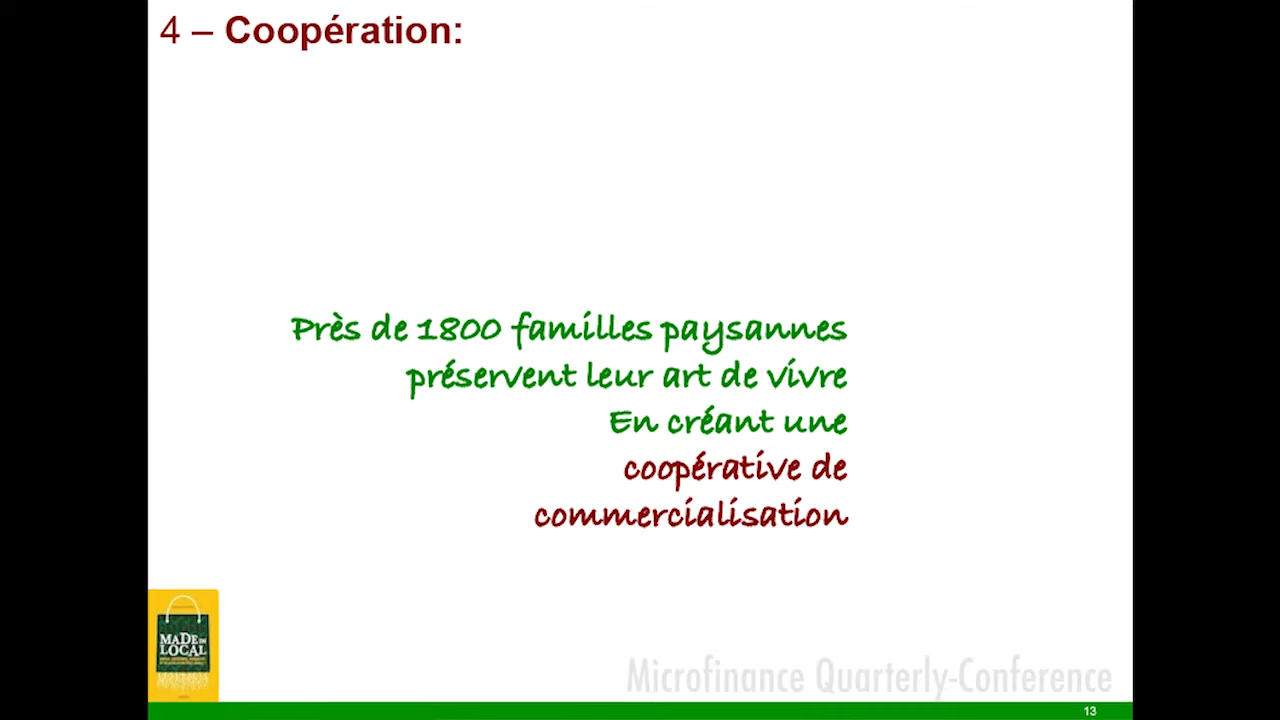 4 – Coopération:
Près de 1800 familles paysannes
préservent leur art de vivre
En créant une
coopérative de
commercialisation
MADE IN
LOCAL
Microfinance Quarterly-Conference
13